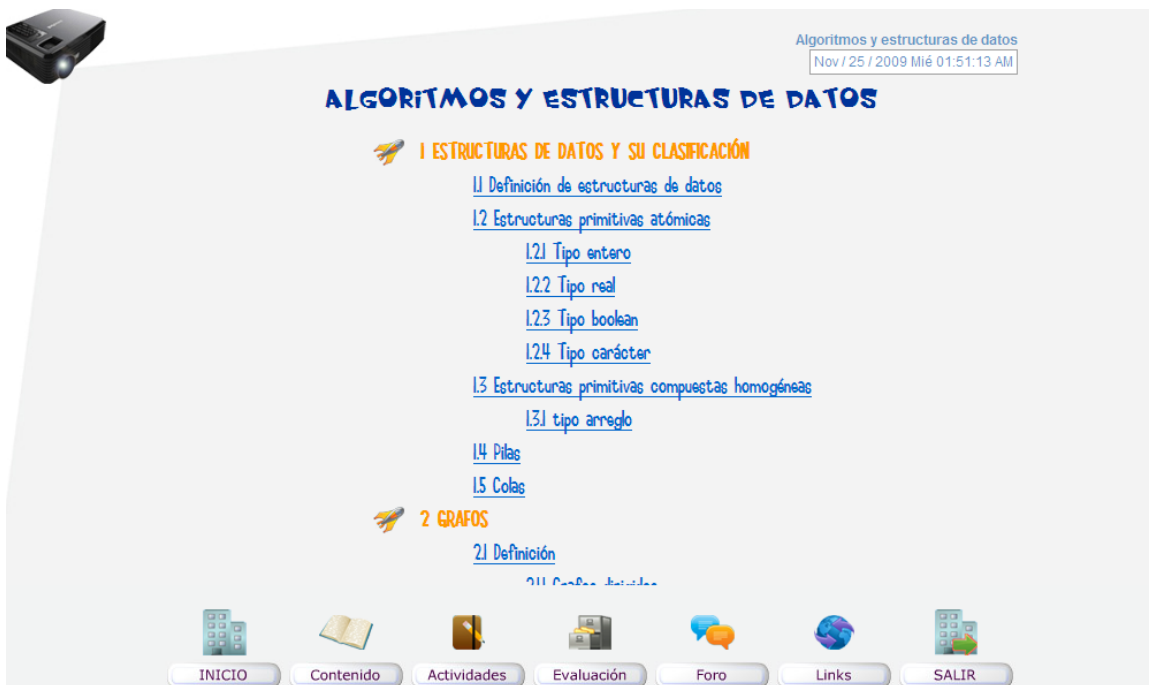 Algoritmos y estructuras de datos
Nov / 25 / 2009 Mié 01:51:13 AM
ALGORITMOS Y ESTRUCTURAS DE DATOS
1 ESTRUCTURAS DE DATOS Y SU CLASIFICACIÓN
1.1 Definición de estructuras de datos
1.2 Estructuras primitivas atómicas
1.2.1 Tipo entero
1.2.2 Tipo real
1.2.3 Tipo boolean
1.2.4 Tipo carácter
1.3 Estructuras primitivas compuestas homogéneas
1.3.1 tipo arreglo
1.4 Pilas
1.5 Colas
2 GRAFOS
2.1 Definición
INICIO Contenido Actividades Evaluación Foro Links SALIR